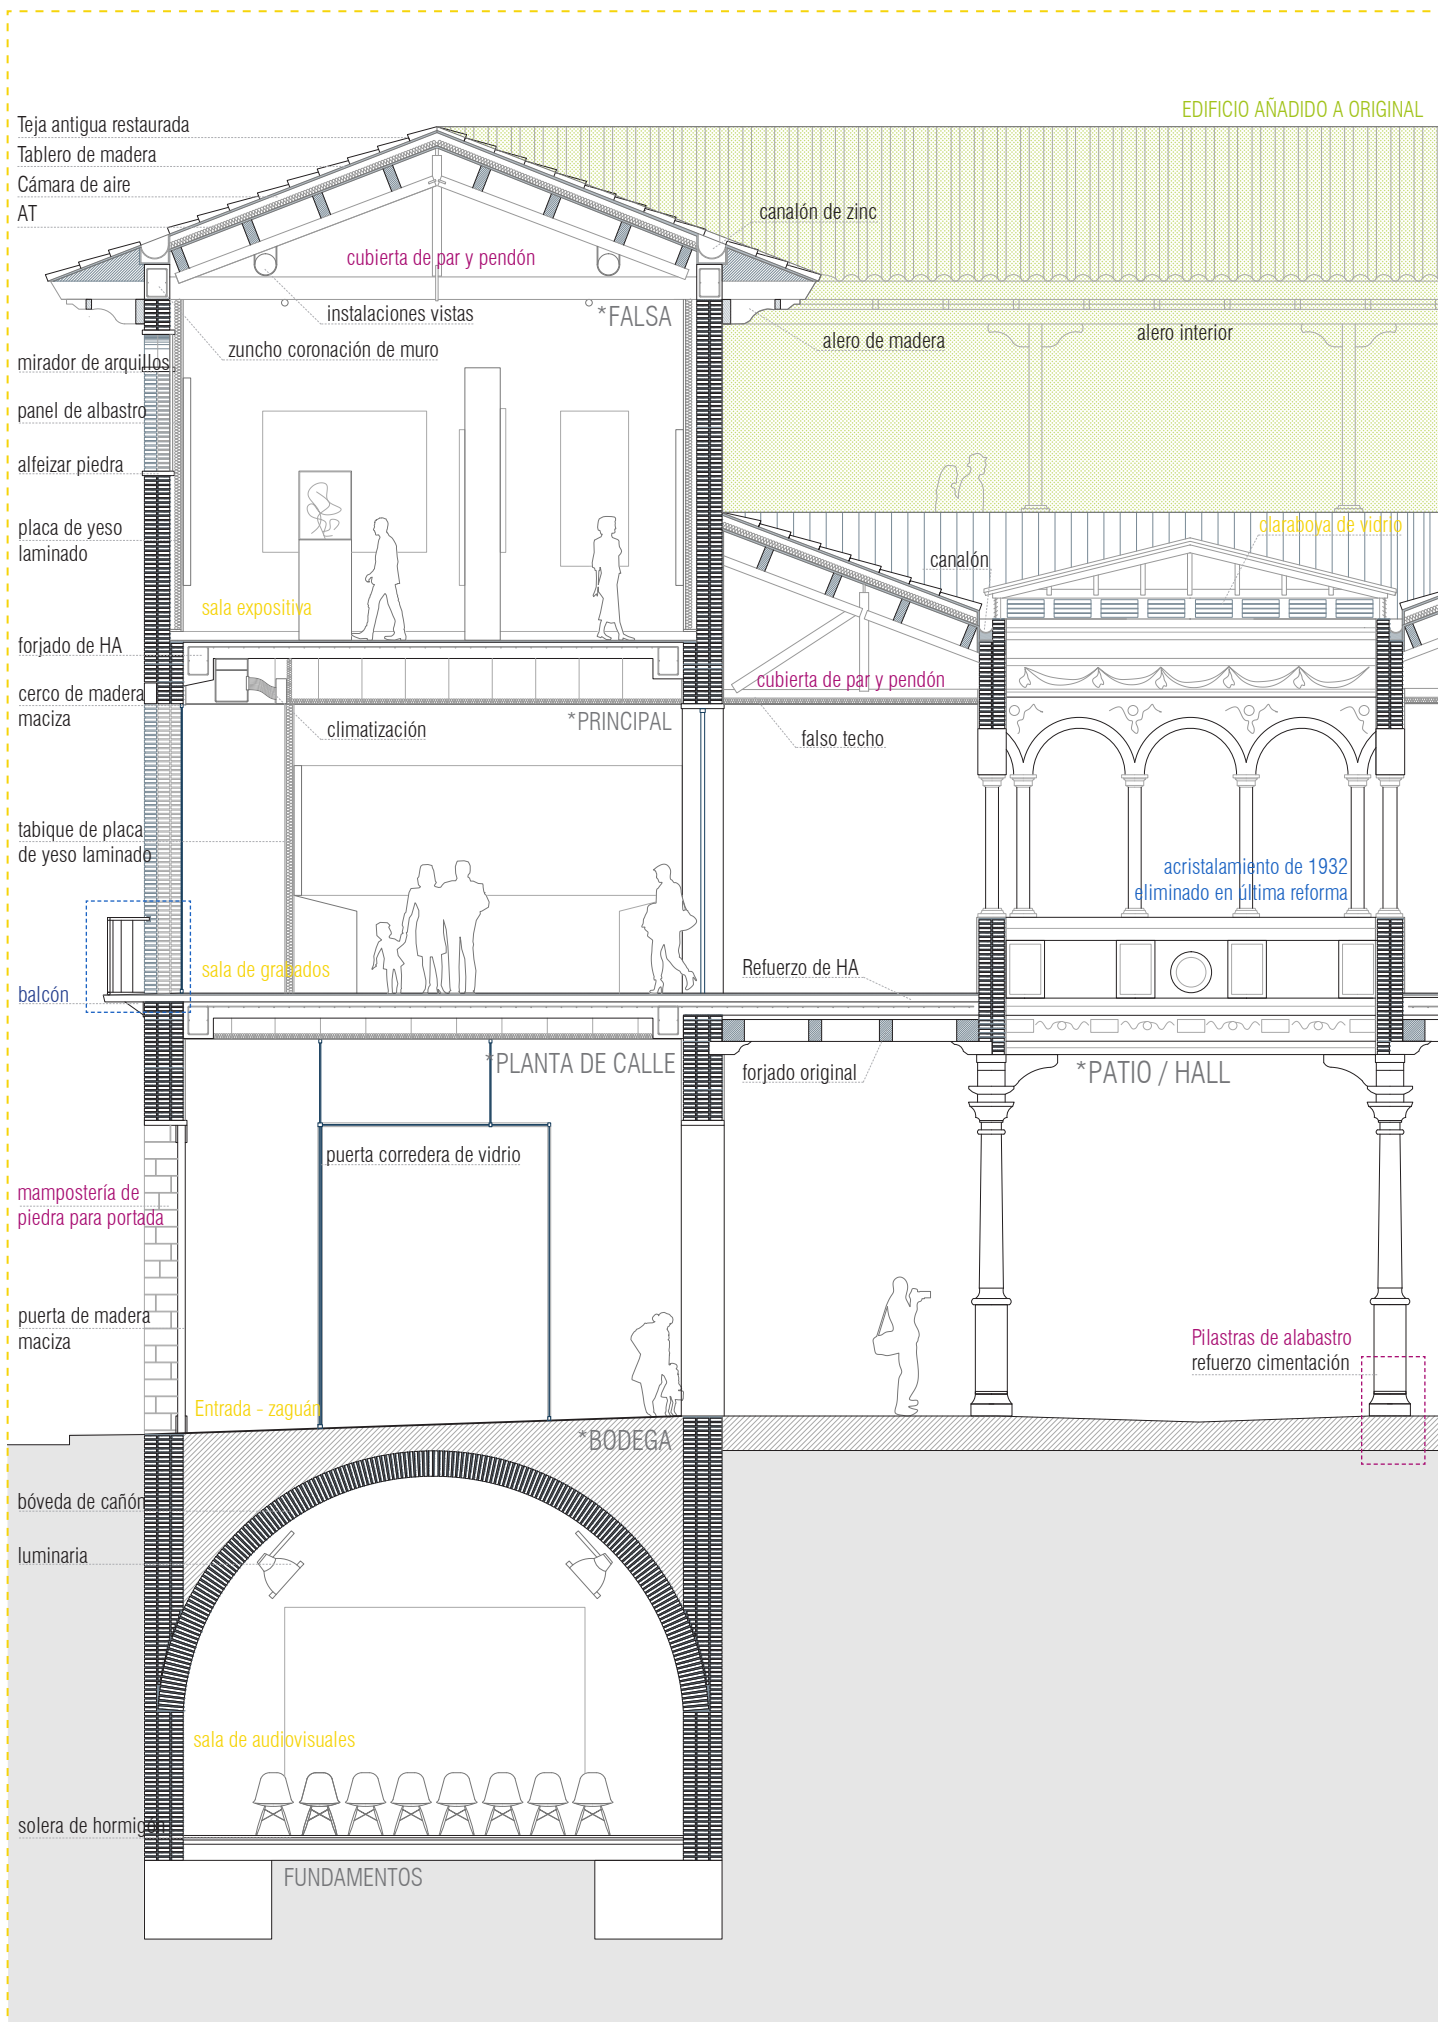 EDIFICIO AÑADIDO A ORIGINAL
Teja antigua restaurada
Tablero de madera
Cámara de aire
AT
canalón de zinc
cubierta de par y pendón
instalaciones vistas
*FALSA
zuncho coronación de muro
alero de madera
alero interior
mirador de arquillos
panel de albastro
alfeizar piedra
placa de yeso
laminado
claraboya de vidrio
canalón
sala expositiva
forjado de HA
cerco de madera
maciza
cubierta de par y pendón
climatización
*PRINCIPAL
falso techo
tabique de placa
de yeso laminado
acristalamiento de 1932
eliminado en última reforma
sala de grabados
Refuerzo de HA
balcón
*PLANTA DE CALLE
forjado original
*PATIO / HALL
puerta corredera de vidrio
mampostería de
piedra para portada
puerta de madera
maciza
Pilastras de alabastro
refuerzo cimentación
Entrada - zaguán
*BODEGA
bóveda de cañón
luminaria
sala de audiovisuales
solera de hormigón
FUNDAMENTOS